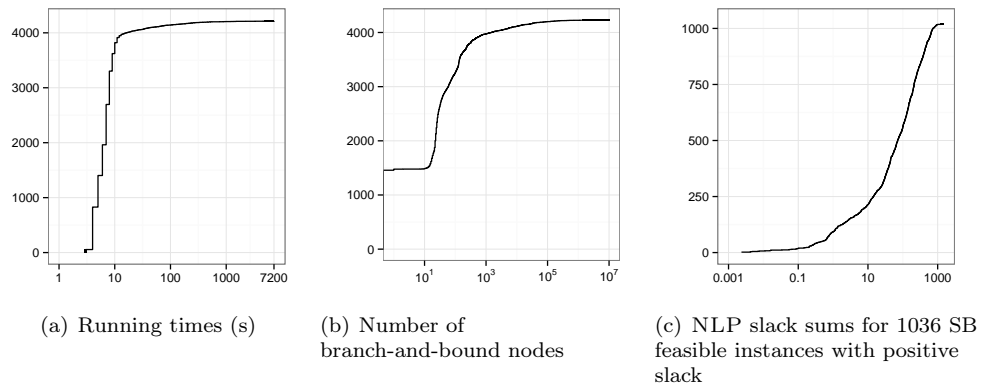 4000
3000
2000
1000
0
1 10 100 1000 7200
(a) Running times (s)
4000
3000
2000
1000
0
10^1 10^3 10^5 10^7
(b) Number of
branch-and-bound nodes
1000
750
500
250
0
0.001 0.1 10 1000
(c) NLP slack sums for 1036 SB
feasible instances with positive
slack